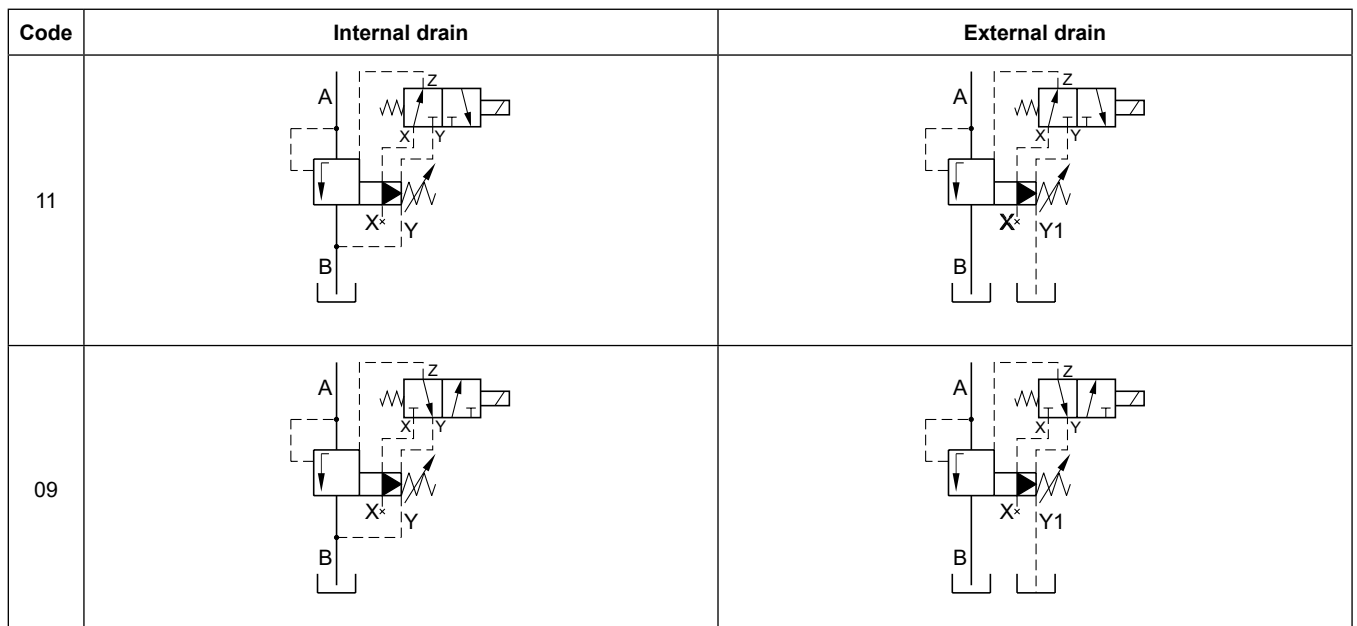 Code Internal drain External drain
11
A
Z
X Y
X×
Y
B
A
Z
X Y
X×
Y1
B
09
A
Z
X Y
X×
Y
B
A
Z
X Y
X×
Y1
B